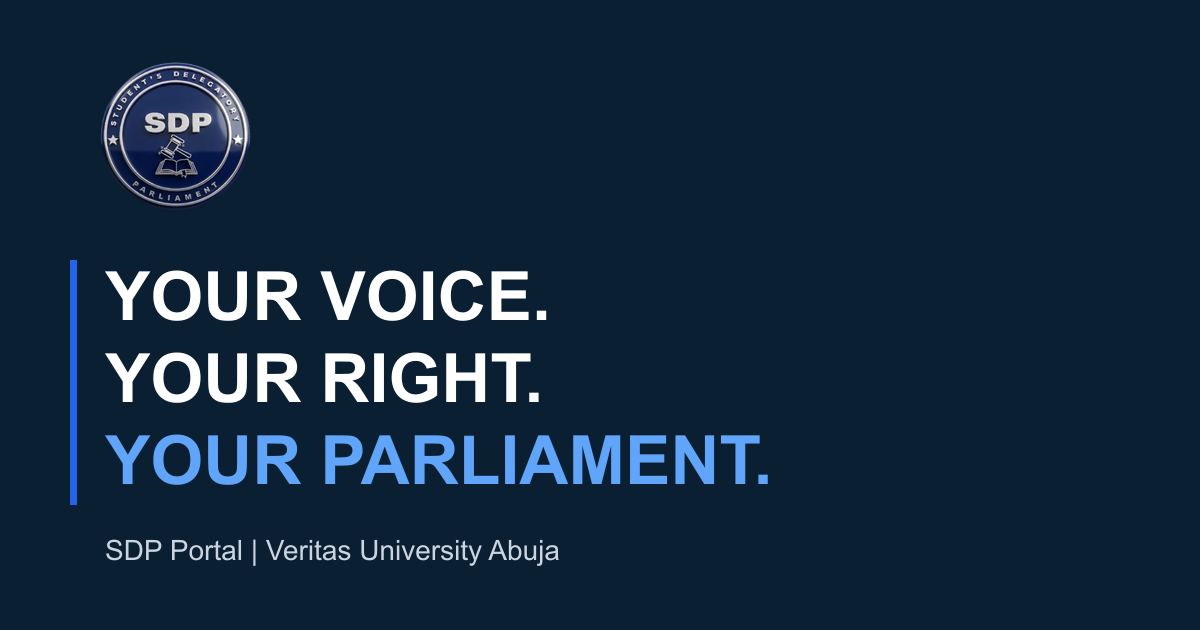 STUDENT'S DELEGATORY
SDP
PARLIAMENT
YOUR VOICE.
YOUR RIGHT.
YOUR PARLIAMENT.
SDP Portal | Veritas University Abuja